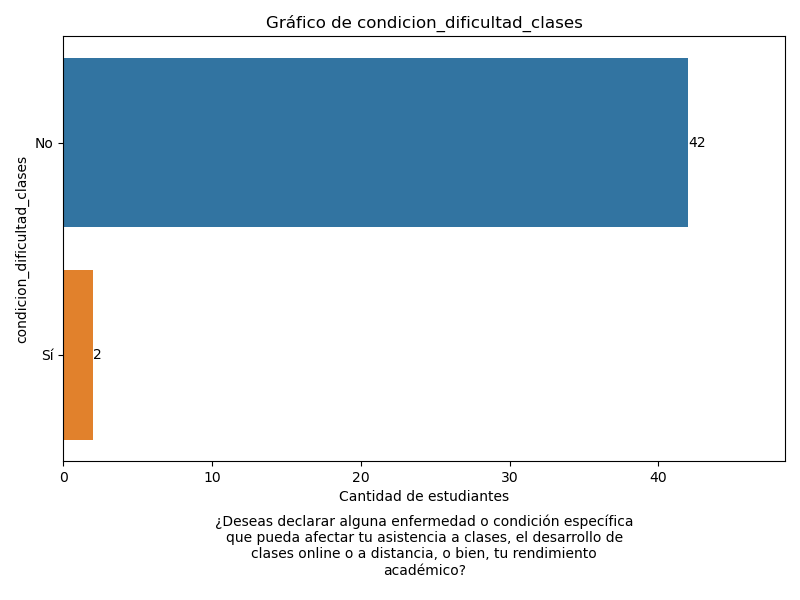 Gráfico de condicion_dificultad_clases
condicion_dificultad_clases
No
42
Sí
2
0 10 20 30 40
Cantidad de estudiantes
¿Deseas declarar alguna enfermedad o condición específica
que pueda afectar tu asistencia a clases, el desarrollo de
clases online o a distancia, o bien, tu rendimiento
académico?